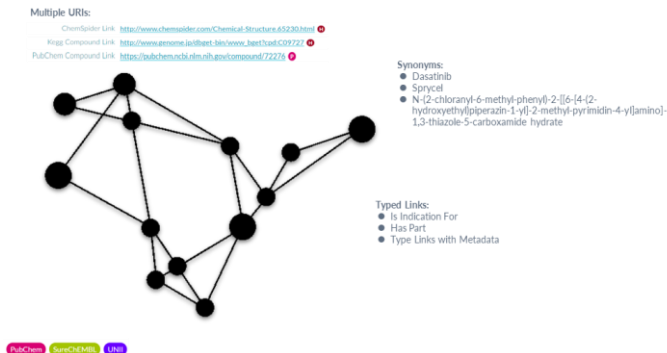 Multiple URIs:
ChemSpider Link http://www.chemspider.com/Chemical-Structure.65230.html H
Kegg Compound Link http://www.genome.jp/dbget-bin/www_bget?cpd:C09727 H
PubChem Compound Link https://pubchem.ncbi.nlm.nih.gov/compound/72276 P
Synonyms:
● Dasatinib
● Sprycel
● N-(2-chloranyl-6-methyl-phenyl)-2-[[6-[4-(2-
hydroxyethyl)piperazin-1-yl]-2-methyl-pyrimidin-4-yl]amino]-
1,3-thiazole-5-carboxamide hydrate
Typed Links:
● Is Indication For
● Has Part
● Type Links with Metadata
PubChem SureChEMBL UNII